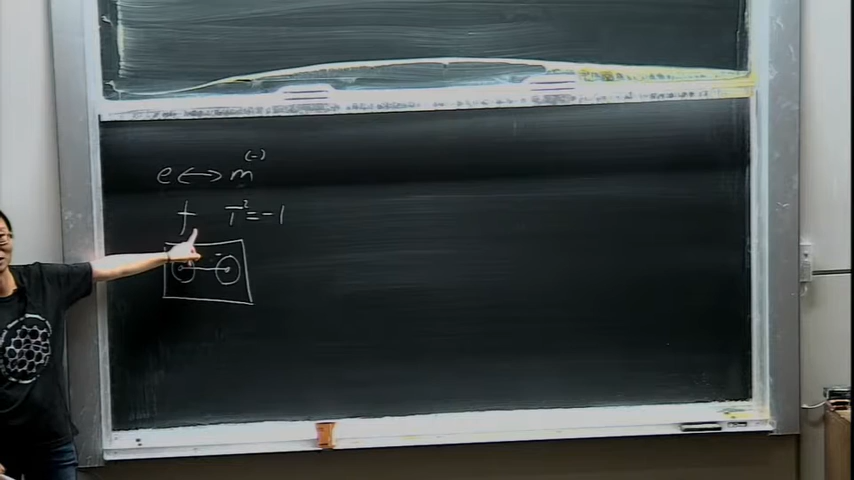 e ⟷ m⁽⁻⁾
f T² = -1